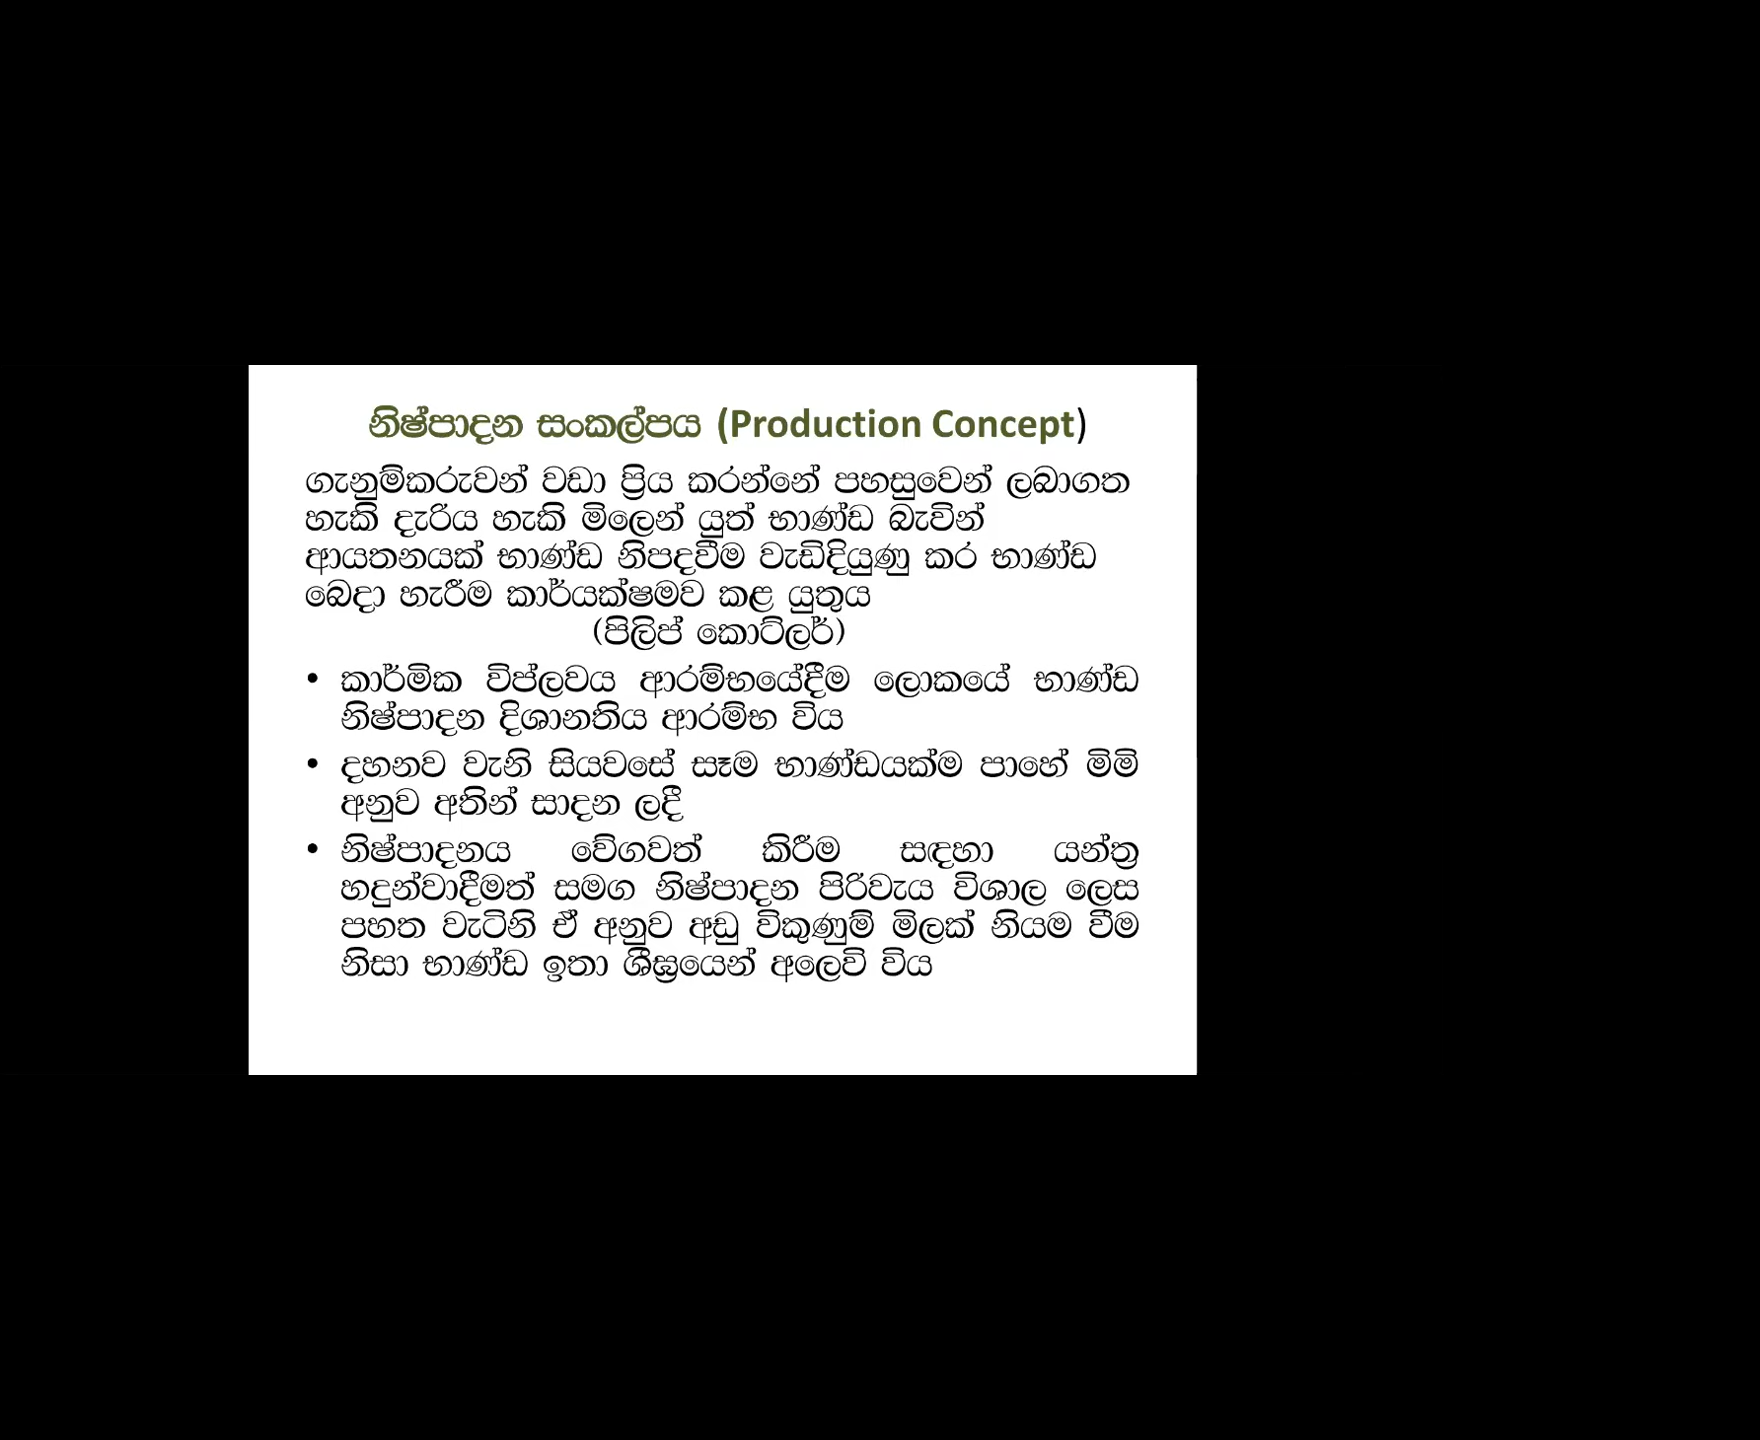 නිෂ්පාදන සංකල්පය (Production Concept)
ගැනුම්කරුවන් වඩා ප්‍රිය කරන්නේ පහසුවෙන් ලබාගත
හැකි දැරිය හැකි මිලෙන් යුත් භාණ්ඩ බැවින්
ආයතනයක් භාණ්ඩ නිපදවීම වැඩිදියුණු කර භාණ්ඩ
බෙදා හැරීම කාර්යක්ෂමව කළ යුතුය
(පිලිප් කොට්ලර්)
• කාර්මික විප්ලවය ආරම්භයේදීම ලොකයේ භාණ්ඩ
නිෂ්පාදන දිශානතිය ආරම්භ විය
• දහනව වැනි සියවසේ සෑම භාණ්ඩයක්ම පාහේ මිමි
අනුව අතින් සාදන ලදී
• නිෂ්පාදනය වේගවත් කිරීම සඳහා යන්ත්‍ර
හදුන්වාදීමත් සමග නිෂ්පාදන පිරිවැය විශාල ලෙස
පහත වැටිනි ඒ අනුව අඩු විකුණුම් මිලක් නියම වීම
නිසා භාණ්ඩ ඉතා ශීඝ්‍රයෙන් අලෙවි විය